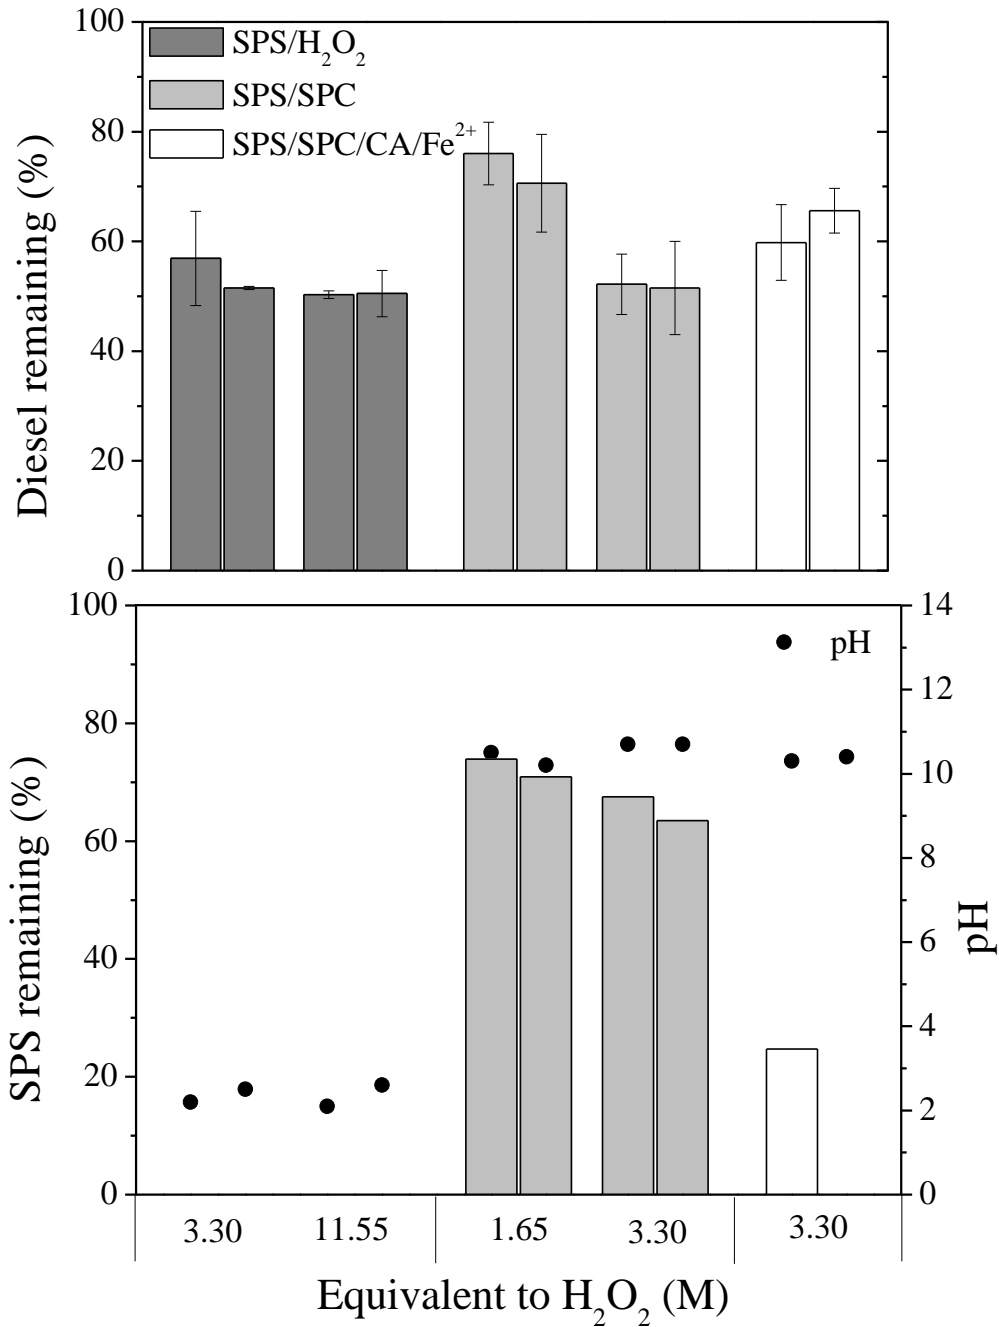 100
80
60
40
20
0
Diesel remaining (%)
SPS/H₂O₂
SPS/SPC
SPS/SPC/CA/Fe²⁺
100
80
60
40
20
0
SPS remaining (%)
pH
14
12
10
8
6
4
2
0
pH
3.30 11.55 1.65 3.30 3.30
Equivalent to H₂O₂ (M)